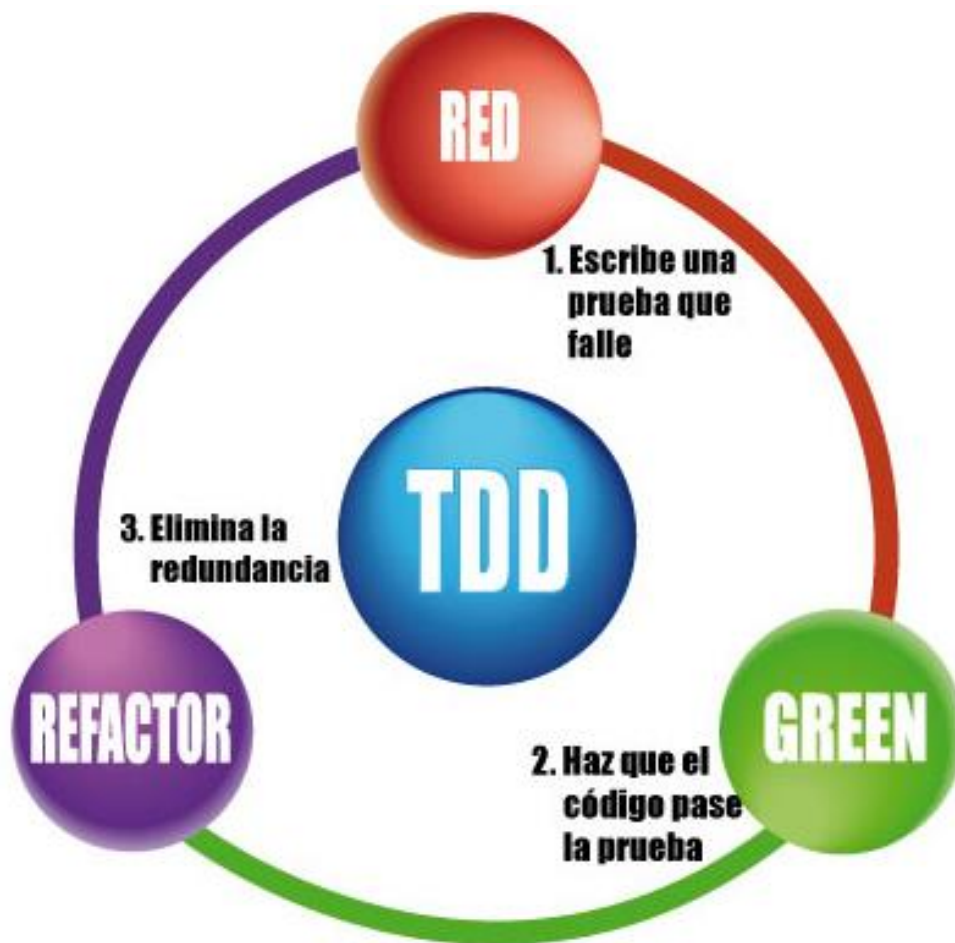 RED
1. Escribe una
prueba que
falle
TDD
3. Elimina la
redundancia
REFACTOR
GREEN
2. Haz que el
código pase
la prueba